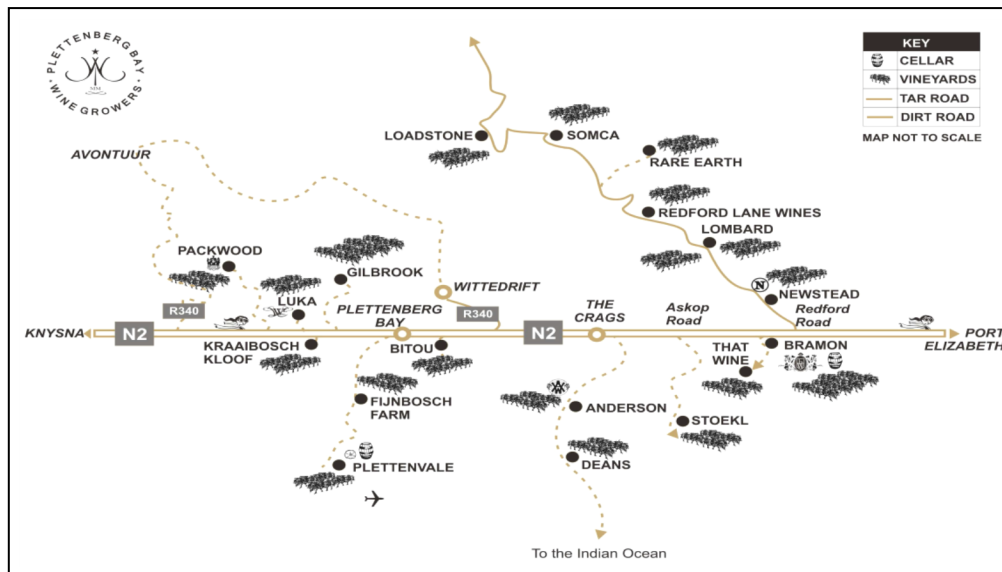 PLETTENBERG BAY
WINE GROWERS
KEY
CELLAR
VINEYARDS
TAR ROAD
DIRT ROAD
MAP NOT TO SCALE
LOADSTONE
SOMCA
AVONTUUR
RARE EARTH
REDFORD LANE WINES
LOMBARD
PACKWOOD
GILBROOK
WITTEDRIFT
N
NEWSTEAD
LUKA
R340
PLETTENBERG
BAY
R340
THE
CRAGS
Askop
Road
Redford
Road
KNYSNA
N2
N2
PORT
ELIZABETH
KRAAIBOSCH
KLOOF
BITOU
THAT
WINE
BRAMON
FIJNBOSCH
FARM
ANDERSON
STOEKL
PLETTENVALE
DEANS
To the Indian Ocean